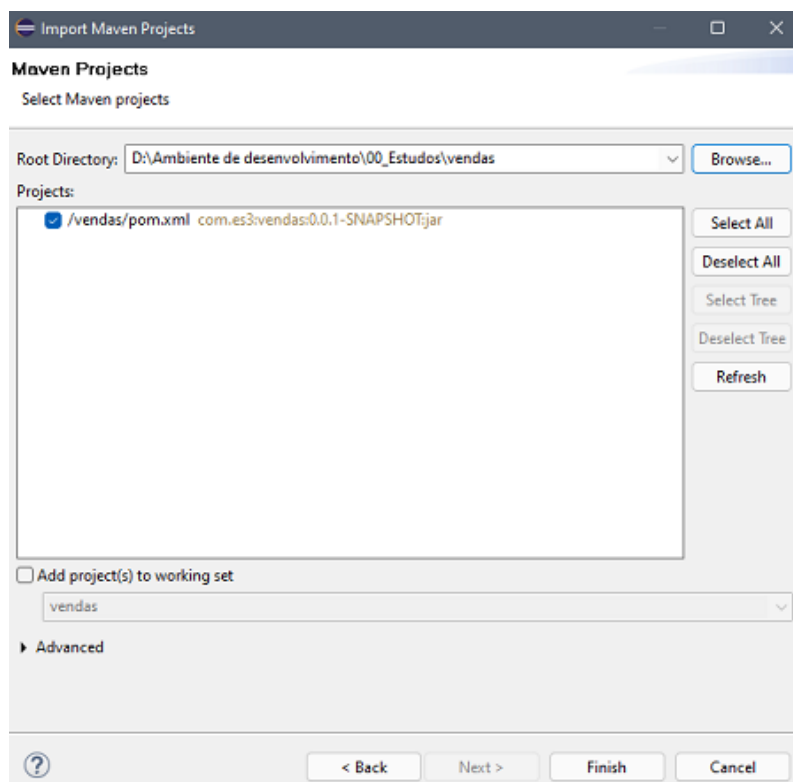 Import Maven Projects
Maven Projects
Select Maven projects
Root Directory: D:\Ambiente de desenvolvimento\00_Estudos\vendas Browse...
Projects:
/vendas/pom.xml com.es3:vendas:0.0.1-SNAPSHOT:jar
Select All
Deselect All
Select Tree
Deselect Tree
Refresh
Add project(s) to working set
vendas
Advanced
? < Back Next > Finish Cancel